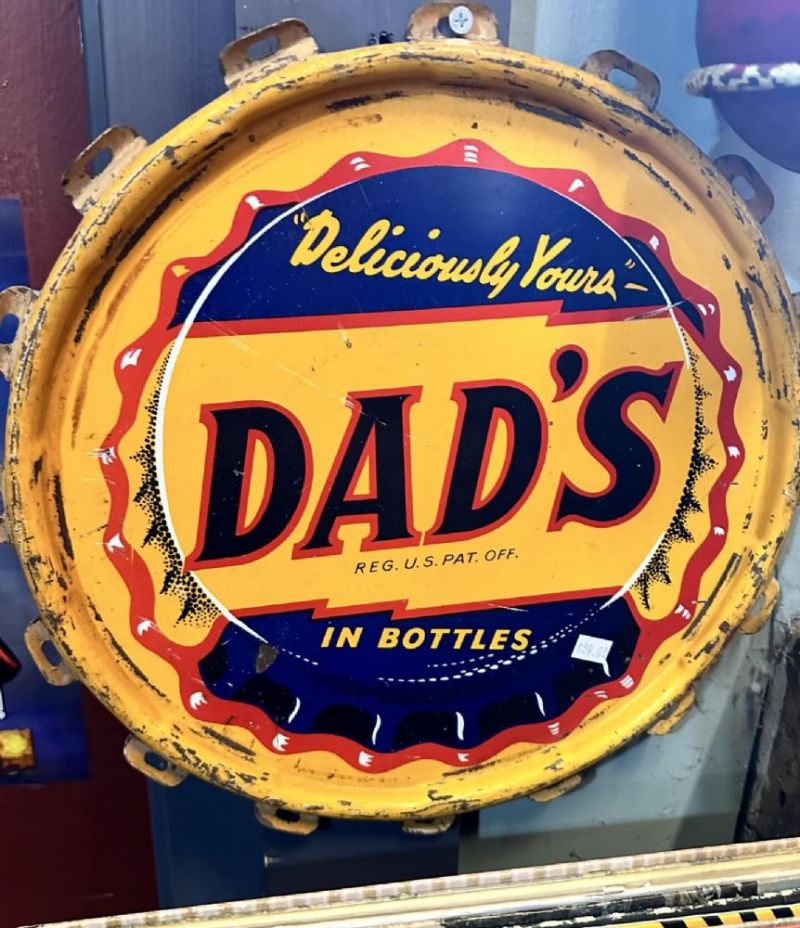 "Deliciously Yours"
DAD'S
REG. U.S. PAT. OFF.
IN BOTTLES